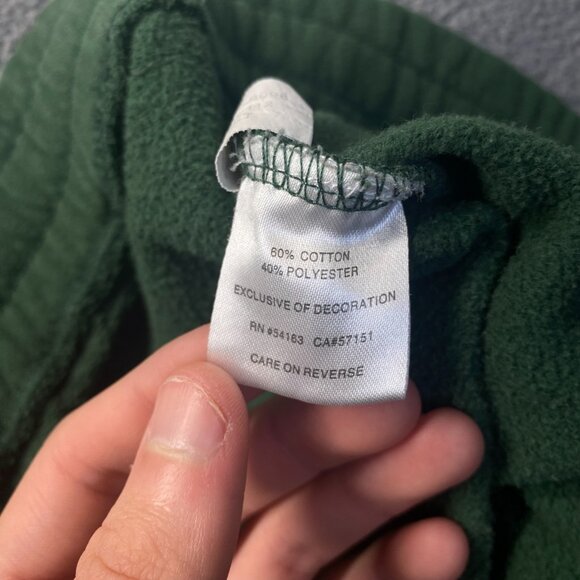 60% COTTON
40% POLYESTER
EXCLUSIVE OF DECORATION
RN #54163 CA#57151
CARE ON REVERSE